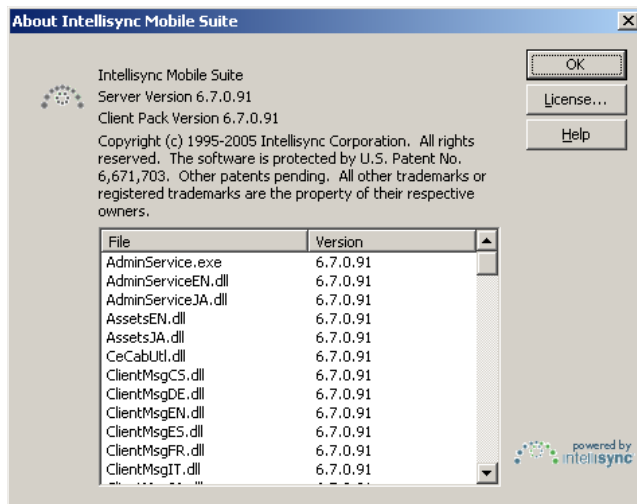 About Intellisync Mobile Suite
Intellisync Mobile Suite
Server Version 6.7.0.91
Client Pack Version 6.7.0.91
Copyright (c) 1995-2005 Intellisync Corporation. All rights
reserved. The software is protected by U.S. Patent No.
6,671,703. Other patents pending. All other trademarks or
registered trademarks are the property of their respective
owners.
OK
License...
Help
File Version
AdminService.exe 6.7.0.91
AdminServiceEN.dll 6.7.0.91
AdminServiceJA.dll 6.7.0.91
AssetsEN.dll 6.7.0.91
AssetsJA.dll 6.7.0.91
CeCabUtl.dll 6.7.0.91
ClientMsgCS.dll 6.7.0.91
ClientMsgDE.dll 6.7.0.91
ClientMsgEN.dll 6.7.0.91
ClientMsgES.dll 6.7.0.91
ClientMsgFR.dll 6.7.0.91
ClientMsgIT.dll 6.7.0.91
powered by
intellisync